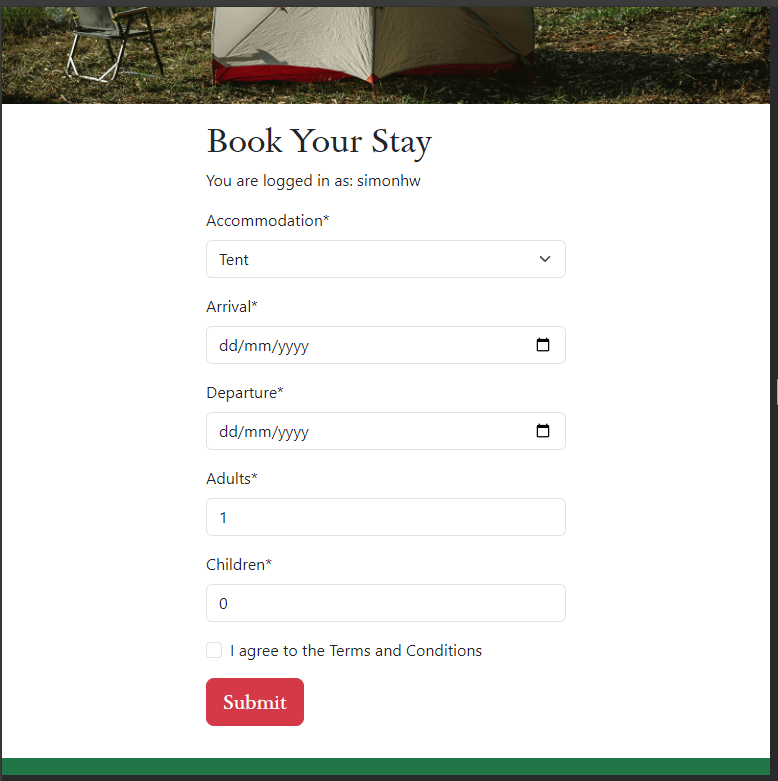 Book Your Stay
You are logged in as: simonhw
Accommodation*
Tent
Arrival*
dd/mm/yyyy
Departure*
dd/mm/yyyy
Adults*
1
Children*
0
I agree to the Terms and Conditions
Submit